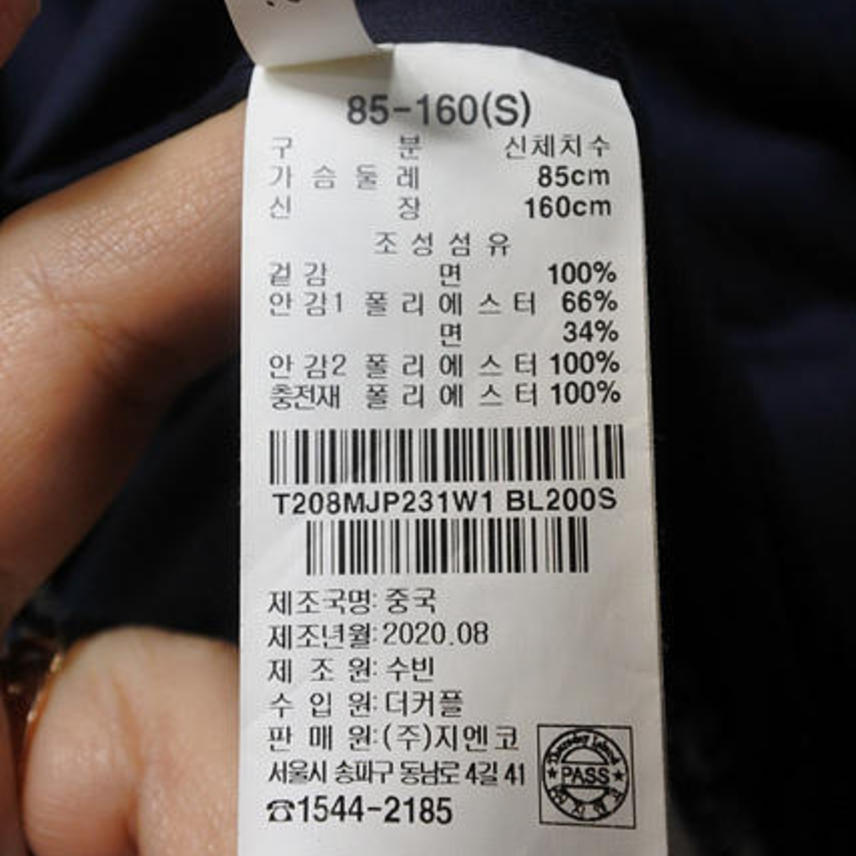 85-160(S)
구 분 신체치수
가 슴 둘 레 85cm
신 장 160cm
조 성 섬 유
겉 감 면 100%
안 감1 폴 리 에 스 터 66%
면 34%
안 감2 폴 리 에 스 터 100%
충전재 폴 리 에 스 터 100%
T208MJP231W1 BL200S
제조국명: 중국
제조년월: 2020.08
제 조 원: 수빈
수 입 원: 더커플
판 매 원: (주)지엔코
서울시 송파구 동남로 4길 41
PASS
☎1544-2185